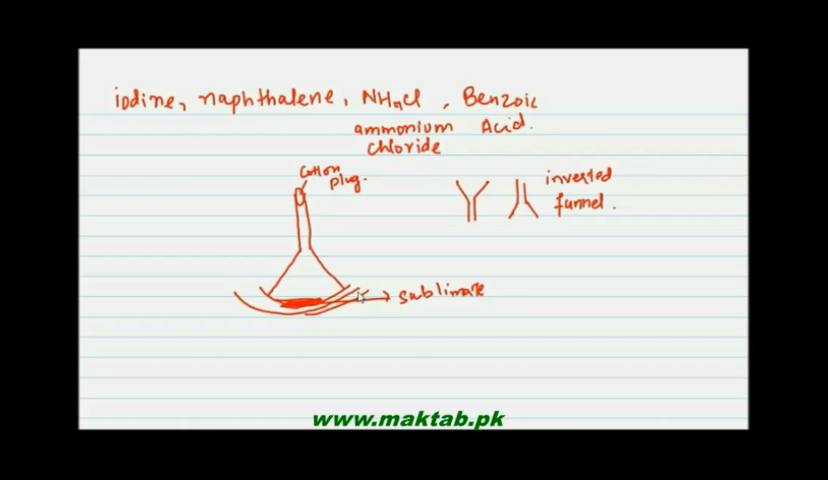 iodine, naphthalene, NH4Cl, Benzoic
ammonium Acid.
chloride
Cotton
plug.
inverted
funnel.
sublimate
www.maktab.pk